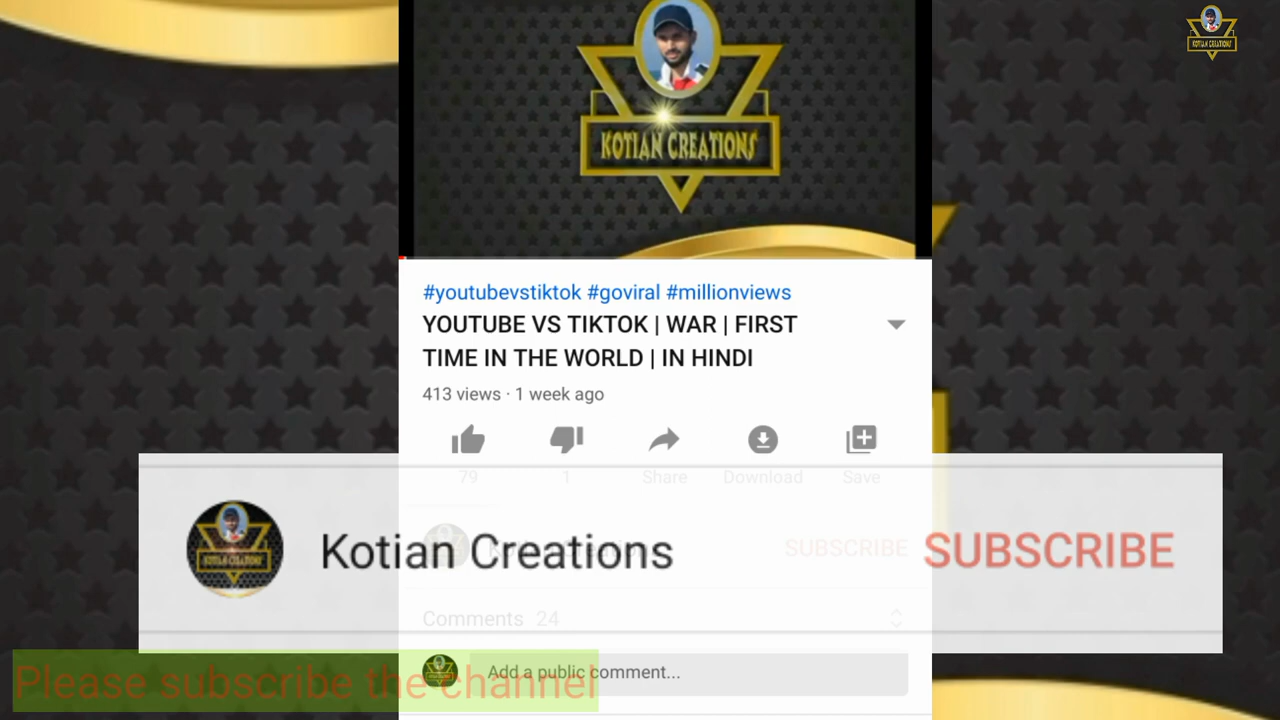 KOTIAN CREATIONS
KOTIAN CREATIONS
#youtubevstiktok #goviral #millionviews
YOUTUBE VS TIKTOK | WAR | FIRST
TIME IN THE WORLD | IN HINDI
413 views · 1 week ago
79 1 Share Download Save
Kotian Creations SUBSCRIBE
SUBSCRIBE
Comments 24
Add a public comment...
Please subscribe the channel